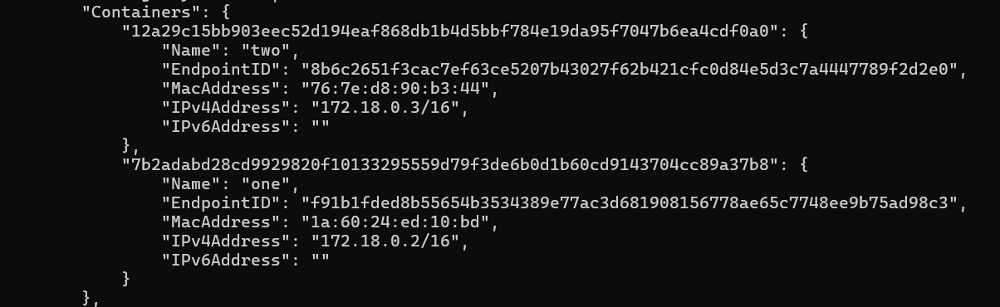 "Containers": {
"12a29c15bb903eec52d194eaf868db1b4d5bbf784e19da95f7047b6ea4cdf0a0": {
"Name": "two",
"EndpointID": "8b6c2651f3cac7ef63ce5207b43027f62b421cfc0d84e5d3c7a4447789f2d2e0",
"MacAddress": "76:7e:d8:90:b3:44",
"IPv4Address": "172.18.0.3/16",
"IPv6Address": ""
},
"7b2adabd28cd9929820f10133295559d79f3de6b0d1b60cd9143704cc89a37b8": {
"Name": "one",
"EndpointID": "f91b1fded8b55654b3534389e77ac3d681908156778ae65c7748ee9b75ad98c3",
"MacAddress": "1a:60:24:ed:10:bd",
"IPv4Address": "172.18.0.2/16",
"IPv6Address": ""
}
},